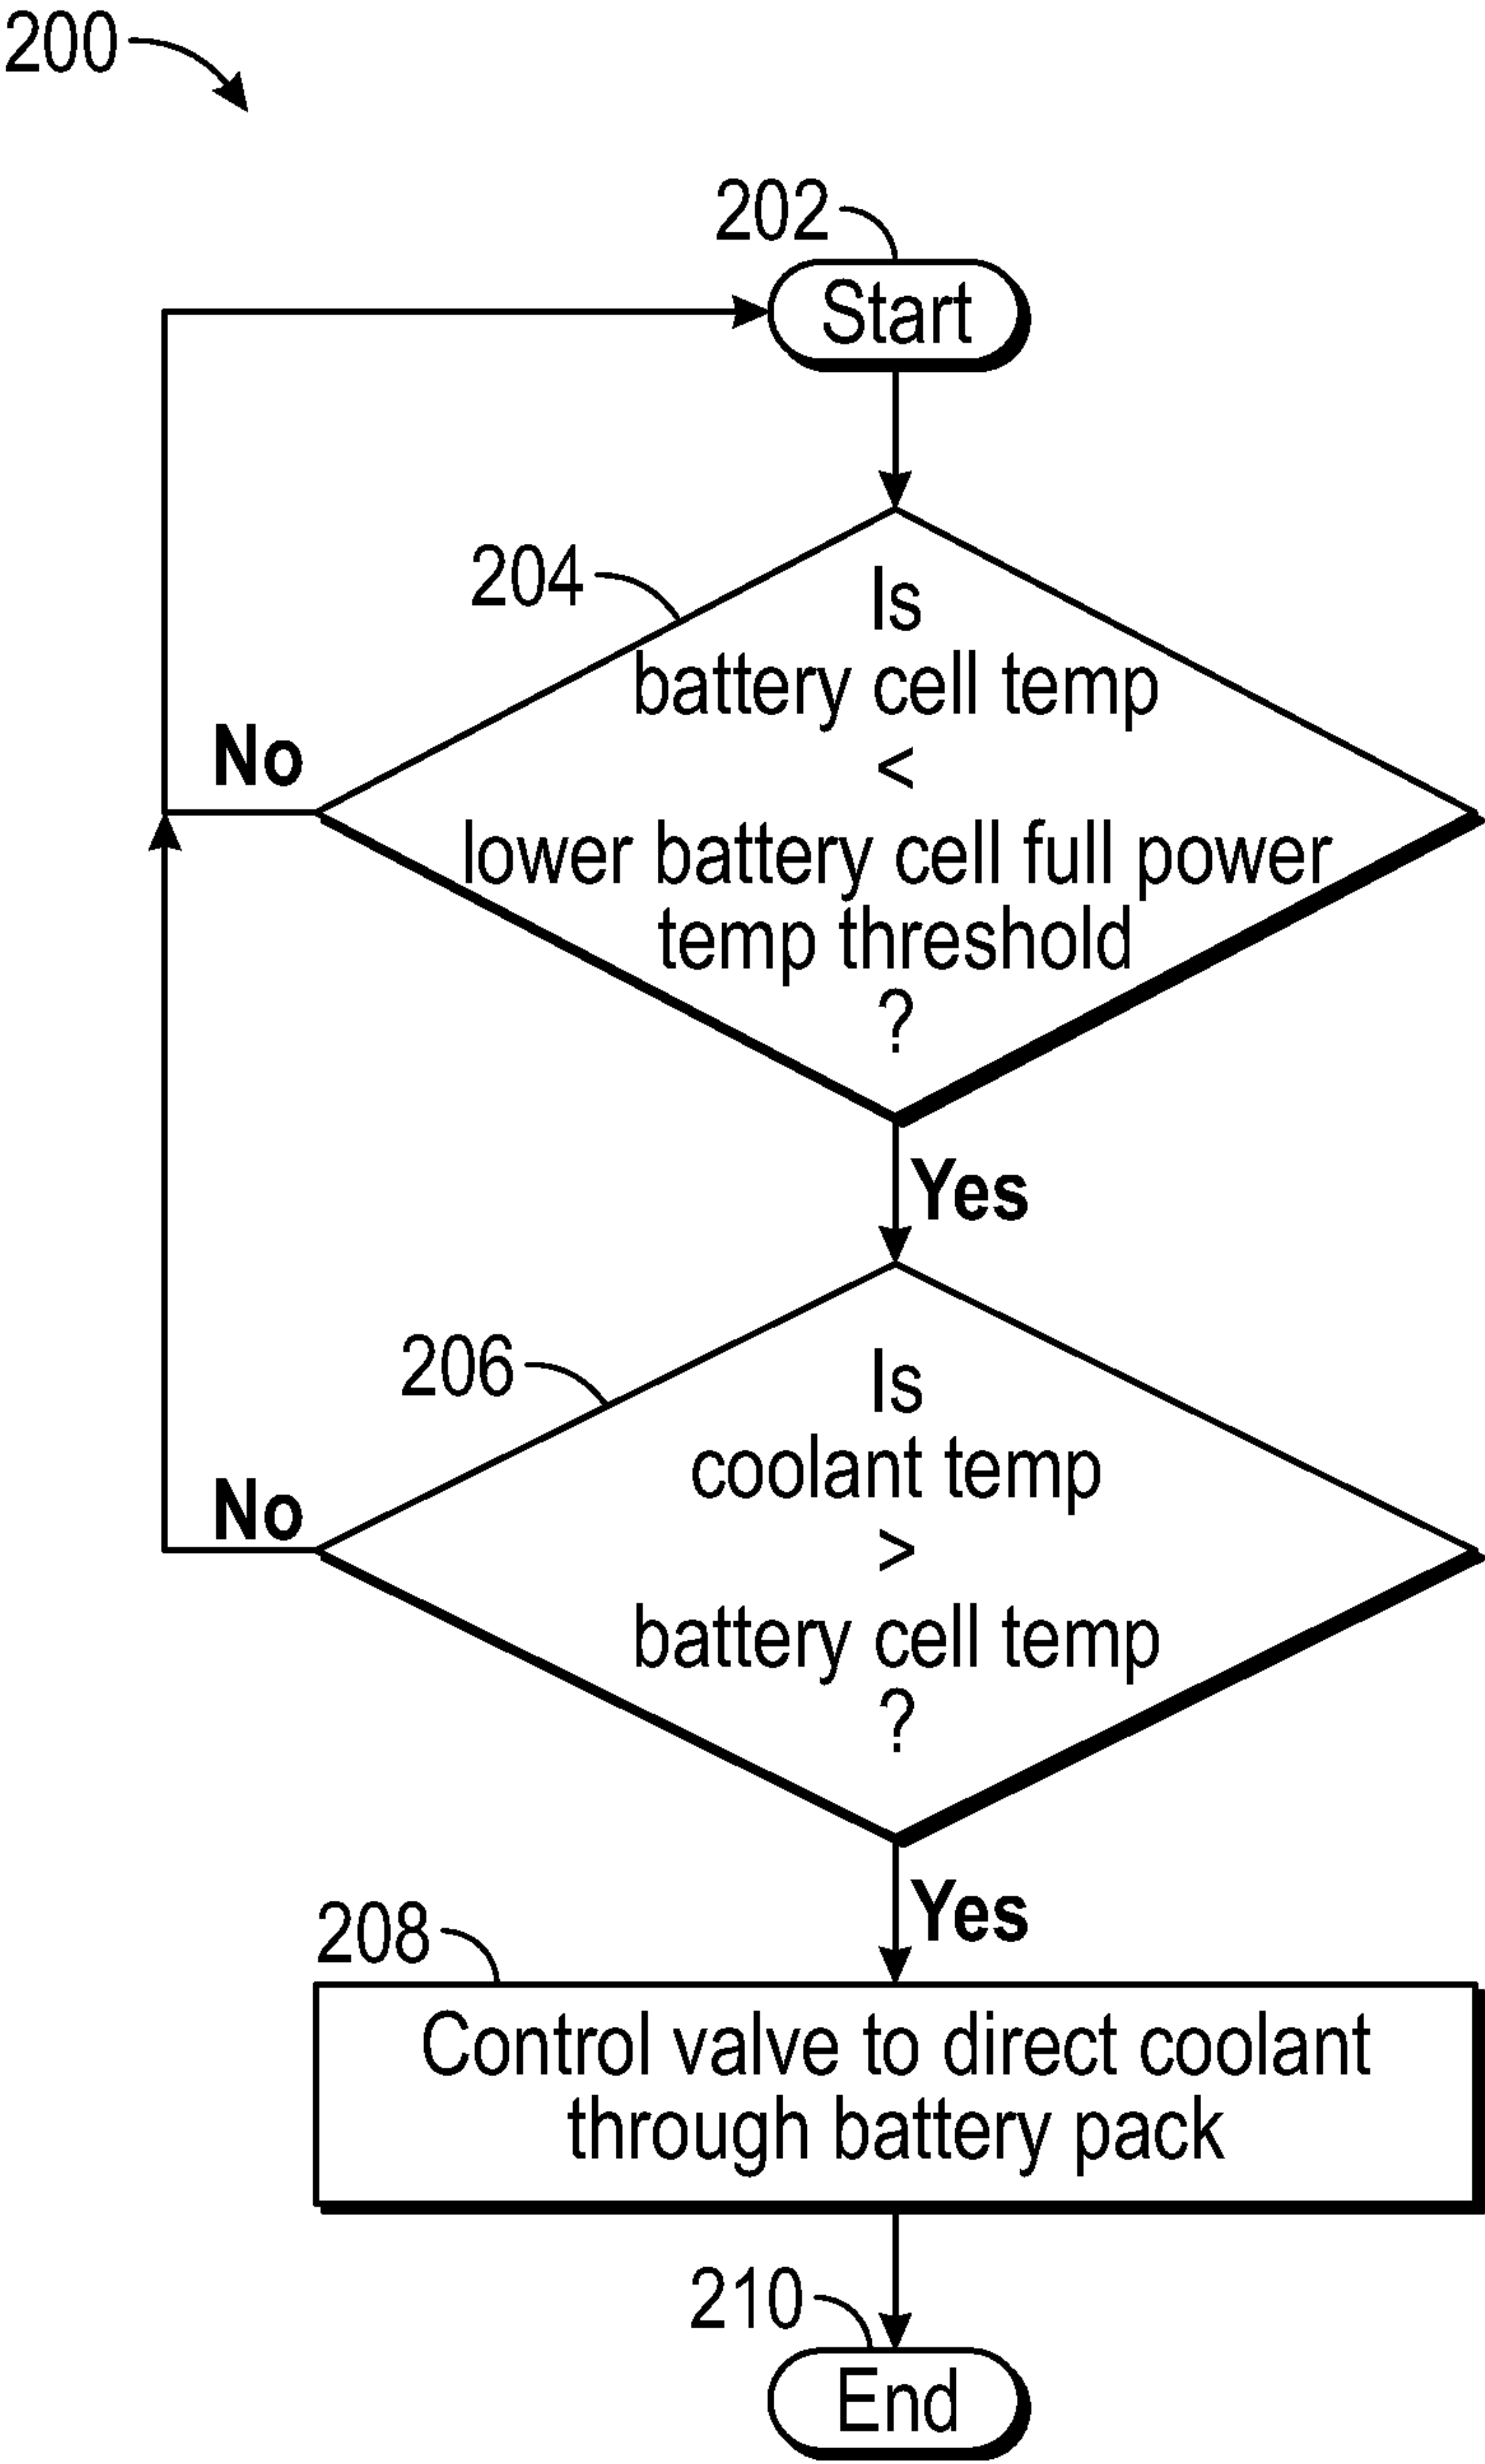 200
202
Start
204
Is
battery cell temp
<
lower battery cell full power
temp threshold
?
No
Yes
206
Is
coolant temp
>
battery cell temp
?
No
Yes
208
Control valve to direct coolant
through battery pack
210
End